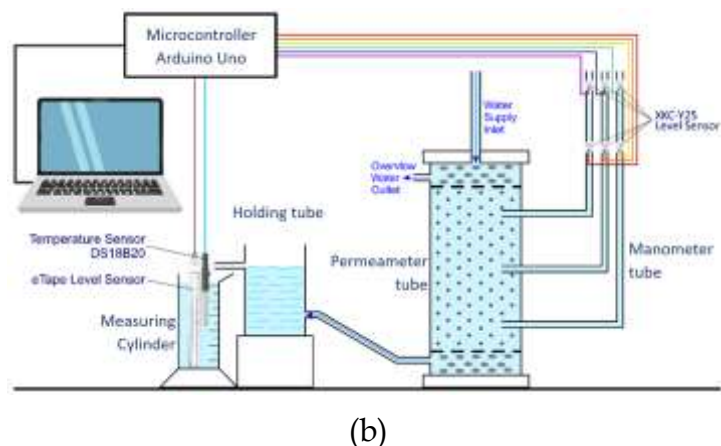 Microcontroller
Arduino Uno
XKC-Y25
Level Sensor
Water
Supply
Inlet
Overview
Water
Outlet
Holding tube
Temperature Sensor
DS18B20
eTape Level Sensor
Permeameter
tube
Manometer
tube
Measuring
Cylinder
(b)